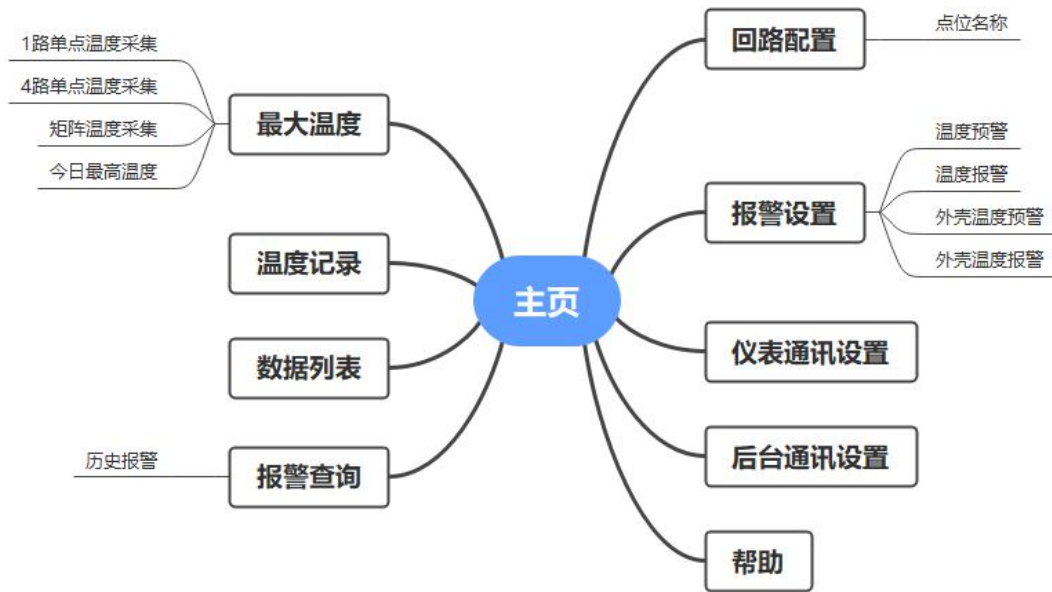 主页
最大温度
1路单点温度采集
4路单点温度采集
矩阵温度采集
今日最高温度
温度记录
数据列表
报警查询
历史报警
回路配置
点位名称
报警设置
温度预警
温度报警
外壳温度预警
外壳温度报警
仪表通讯设置
后台通讯设置
帮助